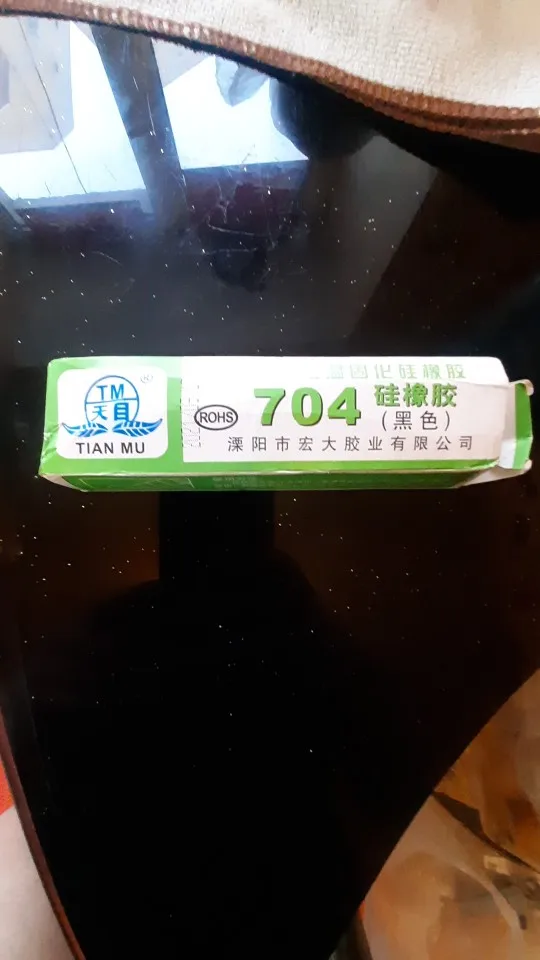 TM
天目
TIAN MU
®
固化硅橡胶
ROHS
704 硅橡胶
(黑色)
溧阳市宏大胶业有限公司